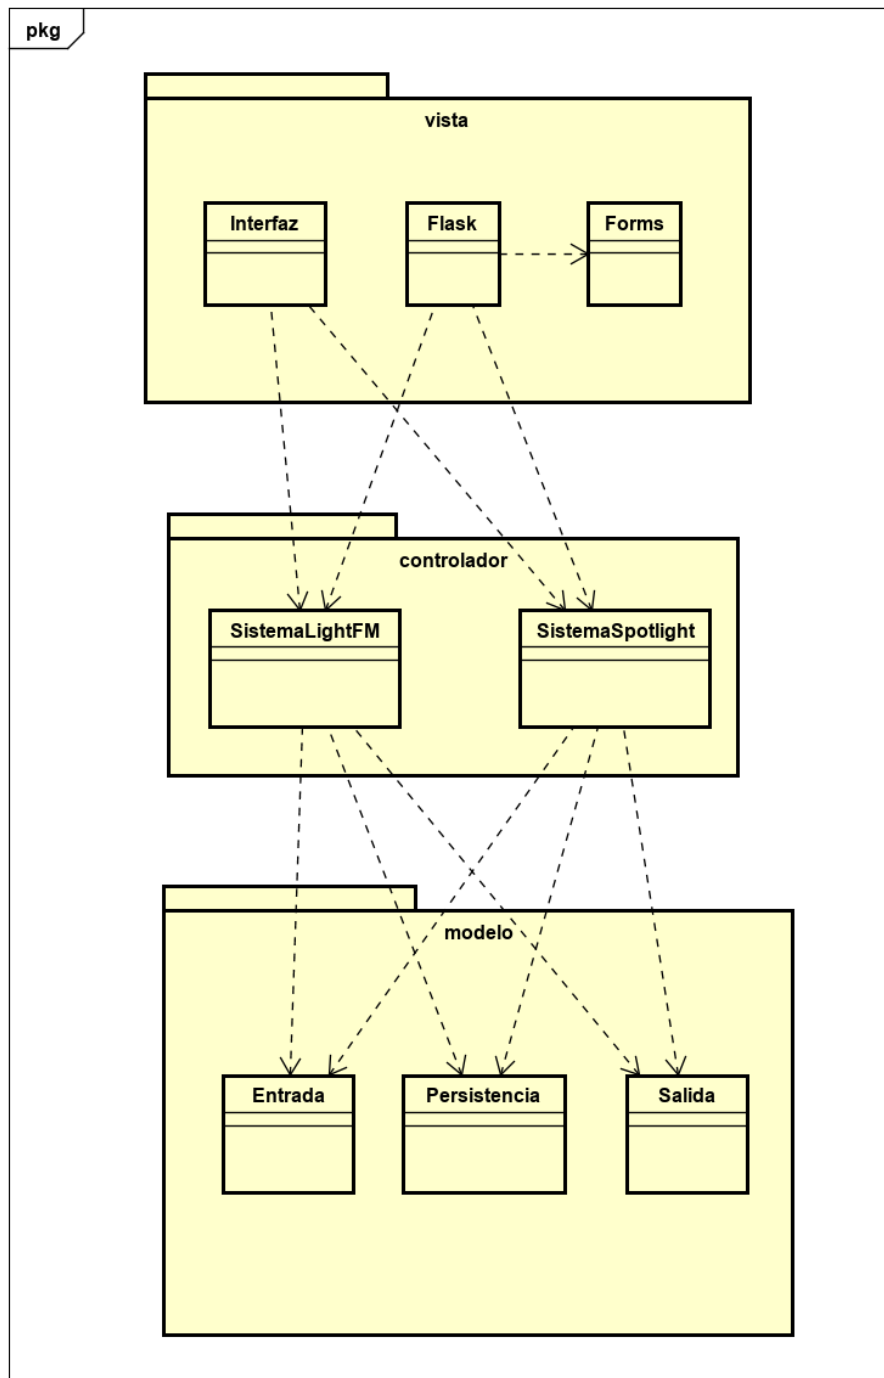 pkg
vista
Interfaz
Flask
Forms
controlador
SistemaLightFM
SistemaSpotlight
modelo
Entrada
Persistencia
Salida